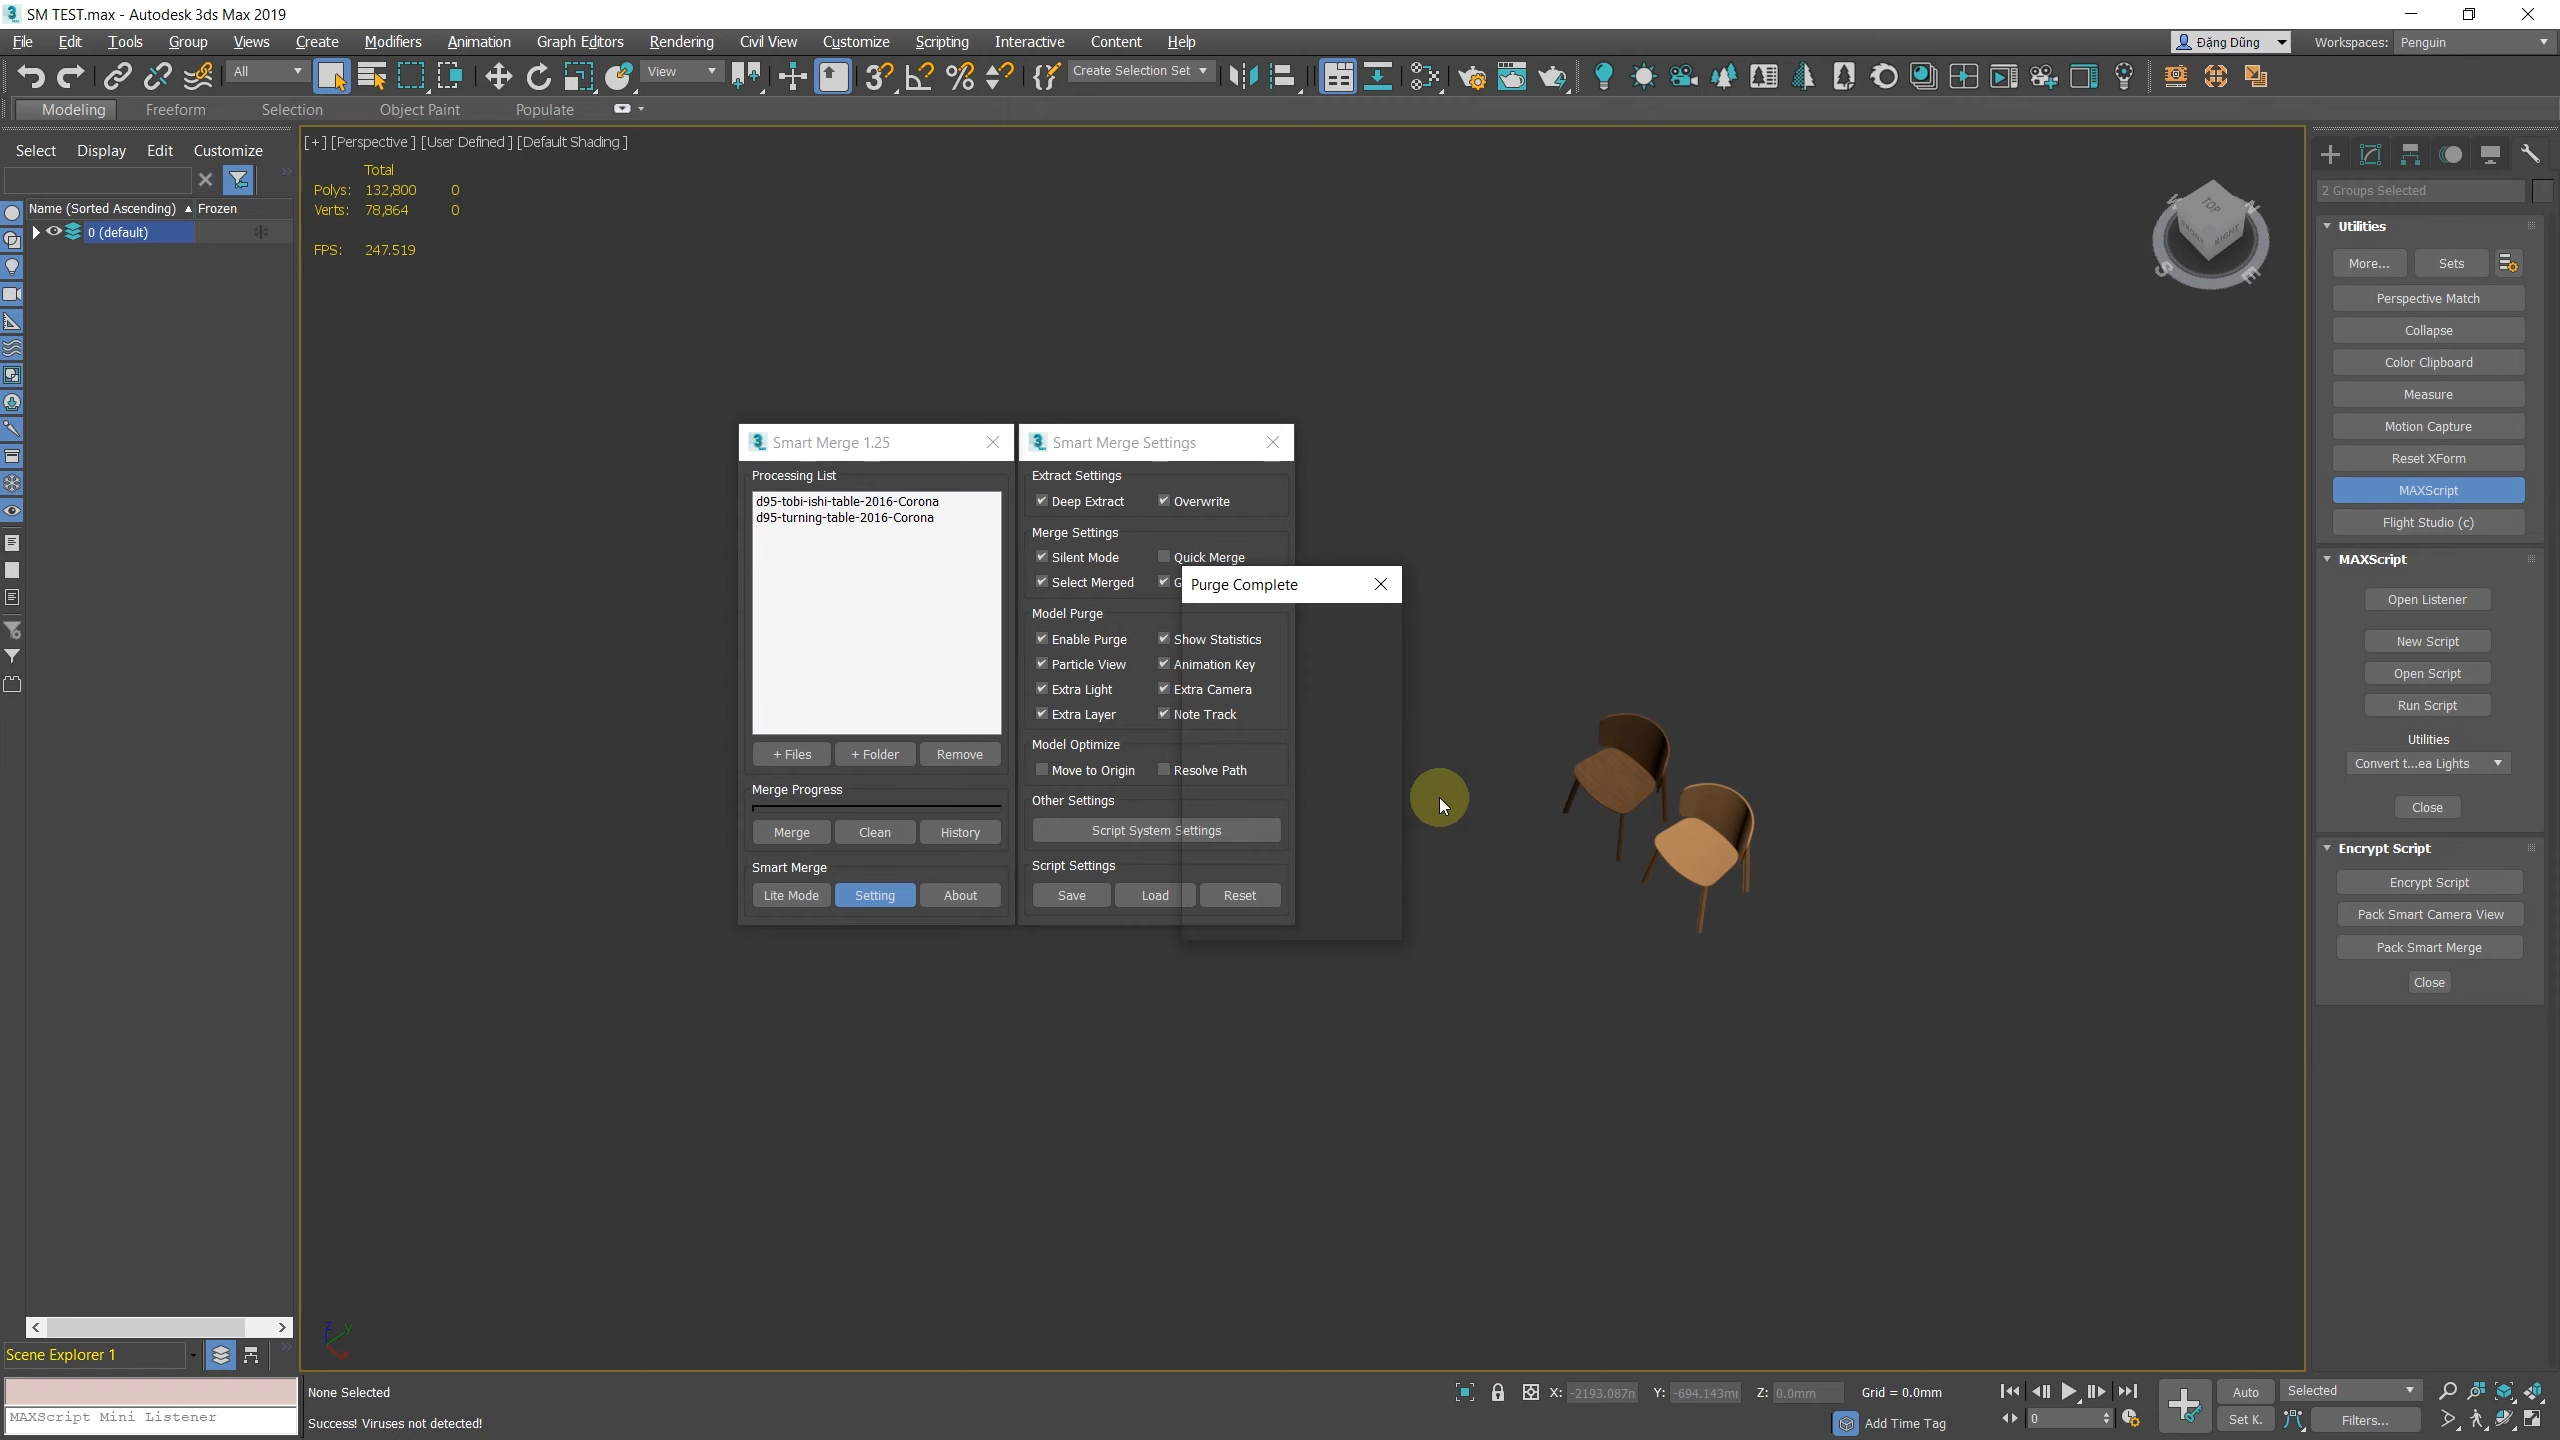 SM TEST.max - Autodesk 3ds Max 2019
File Edit Tools Group Views Create Modifiers Animation Graph Editors Rendering Civil View Customize Scripting Interactive Content Help
Đặng Dũng
Workspaces: Penguin
All
View
Create Selection Set
Modeling Freeform Selection Object Paint Populate
Select Display Edit Customize
Name (Sorted Ascending) Frozen
0 (default)
[+] [Perspective ] [User Defined ] [Default Shading ]
Total
Polys: 132,800 0
Verts: 78,864 0
FPS: 247.519
TOP
FRONT
RIGHT
W
N
S
E
Smart Merge 1.25
Processing List
d95-tobi-ishi-table-2016-Corona
d95-turning-table-2016-Corona
+ Files + Folder Remove
Merge Progress
Merge Clean History
Smart Merge
Lite Mode Setting About
Smart Merge Settings
Extract Settings
Deep Extract Overwrite
Merge Settings
Silent Mode Quick Merge
Select Merged G
Purge Complete
Model Purge
Enable Purge Show Statistics
Particle View Animation Key
Extra Light Extra Camera
Extra Layer Note Track
Model Optimize
Move to Origin Resolve Path
Other Settings
Script System Settings
Script Settings
Save Load Reset
2 Groups Selected
Utilities
More... Sets
Perspective Match
Collapse
Color Clipboard
Measure
Motion Capture
Reset XForm
MAXScript
Flight Studio (c)
MAXScript
Open Listener
New Script
Open Script
Run Script
Utilities
Convert t...ea Lights
Close
Encrypt Script
Encrypt Script
Pack Smart Camera View
Pack Smart Merge
Close
Z
Y
Scene Explorer 1
MAXScript Mini Listener
None Selected
Success! Viruses not detected!
X: -2193.087n Y: -694.143mi Z: 0.0mm Grid = 0.0mm
Add Time Tag
0
Auto Selected
Set K. Filters...